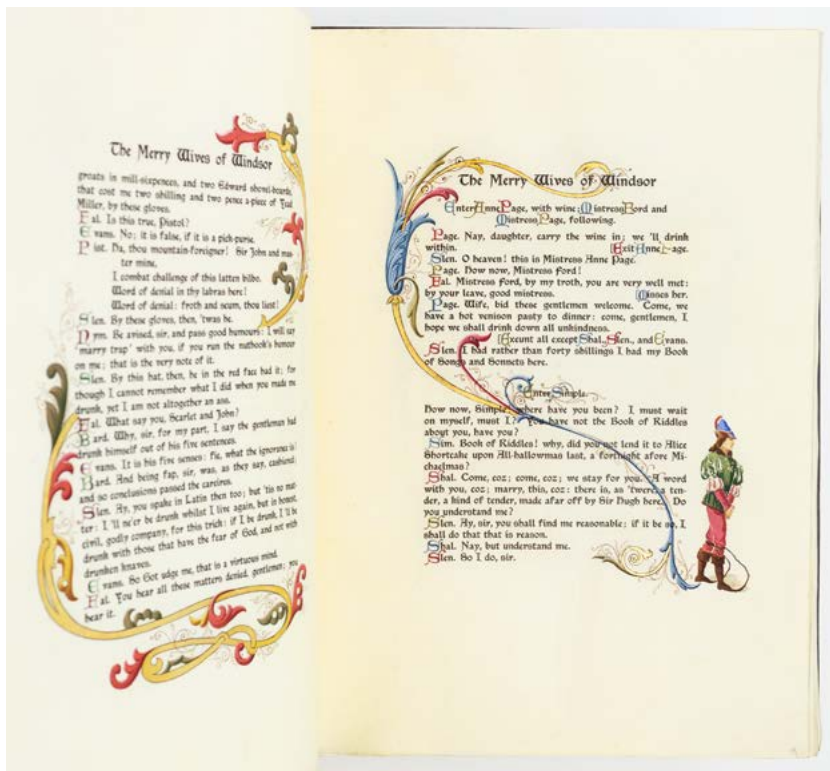 The Merry Wives of Windsor
groats in mill-sixpences, and two Edward shovel-boards,
that cost me two shilling and two pence a-piece of Yead
Miller, by these gloves.
Fal. Is this true, Pistol?
Evans. No; it is false, if it is a pick-purse.
Pist. Ha, thou mountain-foreigner! Sir John and mas-
ter mine,
I combat challenge of this latten bilbo.
Word of denial in thy labras here!
Word of denial: froth and scum, thou liest!
Slen. By these gloves, then, 'twas he.
Nym. Be avised, sir, and pass good humours: I will say
'marry trap' with you, if you run the nuthook's humour
on me; that is the very note of it.
Slen. By this hat, then, he in the red face had it; for
though I cannot remember what I did when you made me
drunk, yet I am not altogether an ass.
Fal. What say you, Scarlet and John?
Bard. Why, sir, for my part, I say the gentleman had
drunk himself out of his five sentences.
Evans. It is his five senses: fie, what the ignorance is!
Bard. And being fap, sir, was, as they say, cashiered;
and so conclusions passed the careires.
Slen. Ay, you spake in Latin then too; but 'tis no mat-
ter: I'll ne'er be drunk whilst I live again, but in honest,
civil, godly company, for this trick: if I be drunk, I'll be
drunk with those that have the fear of God, and not with
drunken knaves.
Evans. So Got udge me, that is a virtuous mind.
Fal. You hear all these matters denied, gentlemen; you
hear it.
The Merry Wives of Windsor
Enter Anne Page, with wine; Mistress Ford and
Mistress Page, following.
Page. Nay, daughter, carry the wine in; we 'll drink
within. [Exit Anne Page.
Slen. O heaven! this is Mistress Anne Page.
Page. How now, Mistress Ford!
Fal. Mistress Ford, by my troth, you are very well met:
by your leave, good mistress. [Kisses her.
Page. Wife, bid these gentlemen welcome. Come, we
have a hot venison pasty to dinner: come, gentlemen, I
hope we shall drink down all unkindness.
[Exeunt all except Shal., Slen., and Evans.
Slen. I had rather than forty shillings I had my Book
of Songs and Sonnets here.
Enter Simple.
How now, Simple, where have you been? I must wait
on myself, must I? You have not the Book of Riddles
about you, have you?
Sim. Book of Riddles! why, did you not lend it to Alice
Shortcake upon All-hallowmas last, a fortnight afore Mi-
chaelmas?
Shal. Come, coz; come, coz; we stay for you. A word
with you, coz; marry, this, coz: there is, as 'twere, a ten-
der, a kind of tender, made afar off by Sir Hugh here. Do
you understand me?
Slen. Ay, sir, you shall find me reasonable; if it be so, I
shall do that that is reason.
Shal. Nay, but understand me.
Slen. So I do, sir.